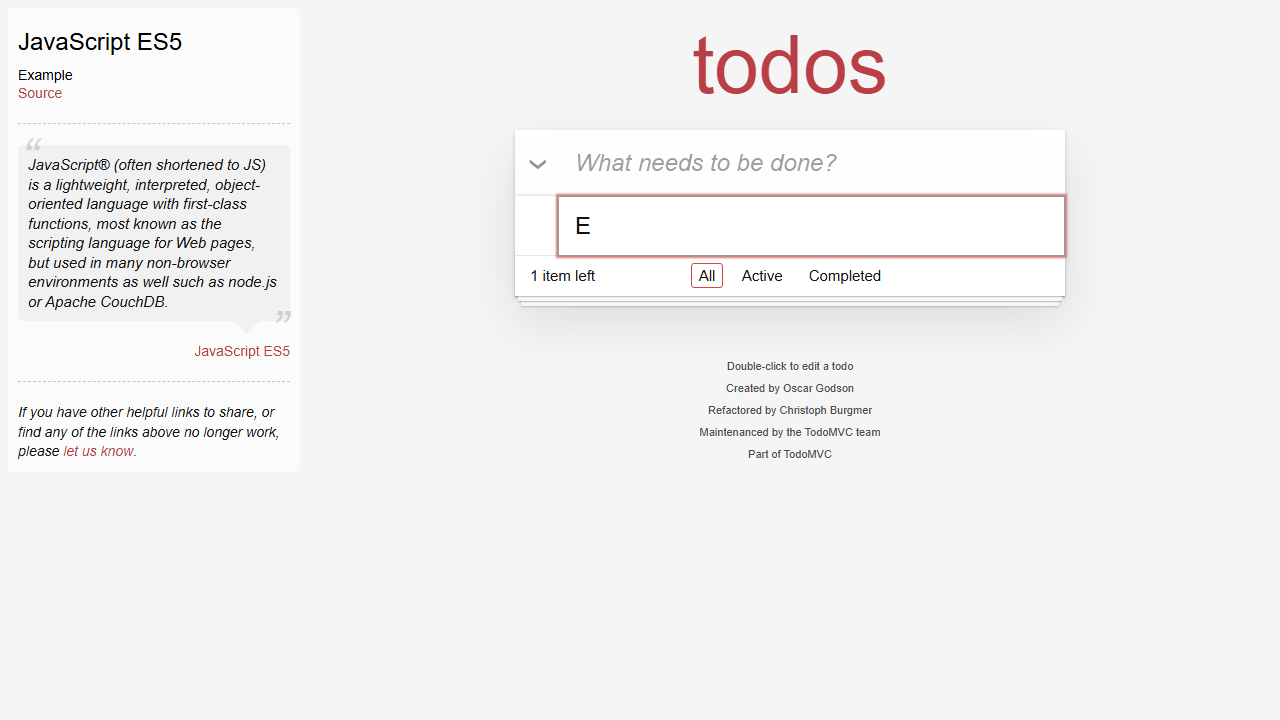 JavaScript ES5
Example
Source
“
JavaScript® (often shortened to JS)
is a lightweight, interpreted, object-
oriented language with first-class
functions, most known as the
scripting language for Web pages,
but used in many non-browser
environments as well such as node.js
or Apache CouchDB.
”
JavaScript ES5
If you have other helpful links to share, or
find any of the links above no longer work,
please let us know.
todos
What needs to be done?
E
1 item left
All
Active
Completed
Double-click to edit a todo
Created by Oscar Godson
Refactored by Christoph Burgmer
Maintenanced by the TodoMVC team
Part of TodoMVC